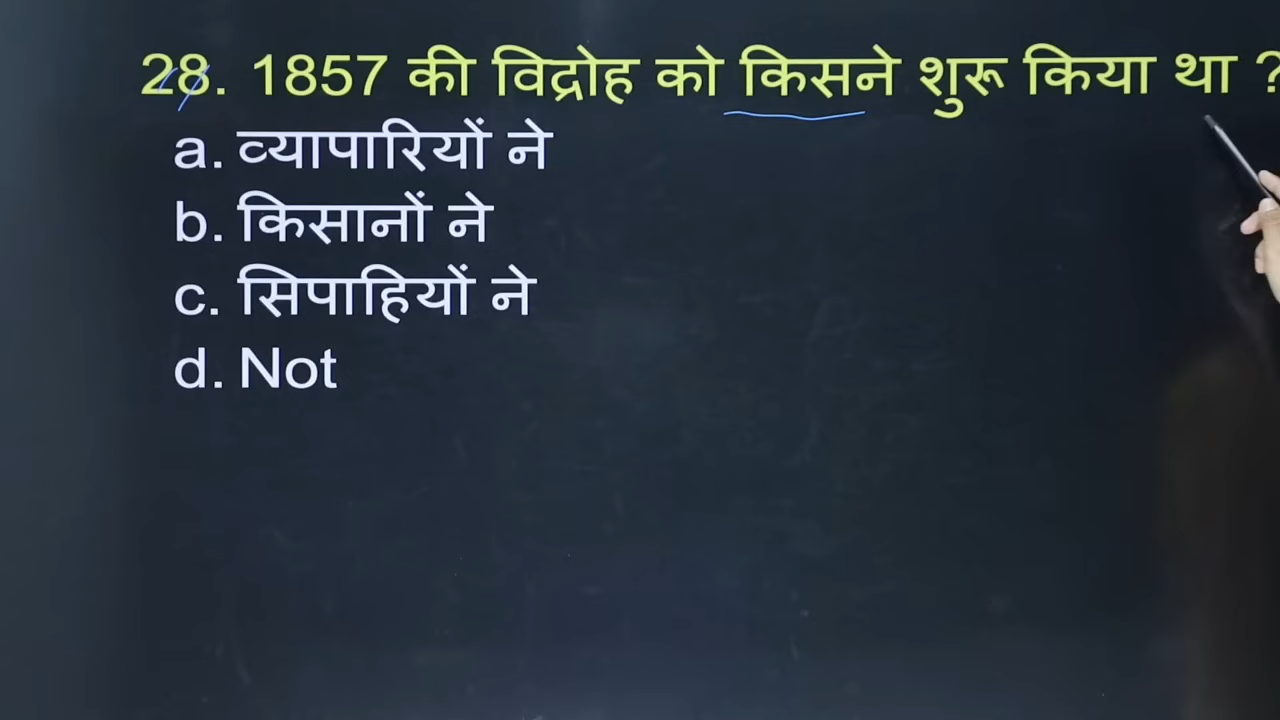 28. 1857 की विद्रोह को किसने शुरू किया था ?
a. व्यापारियों ने
b. किसानों ने
c. सिपाहियों ने
d. Not